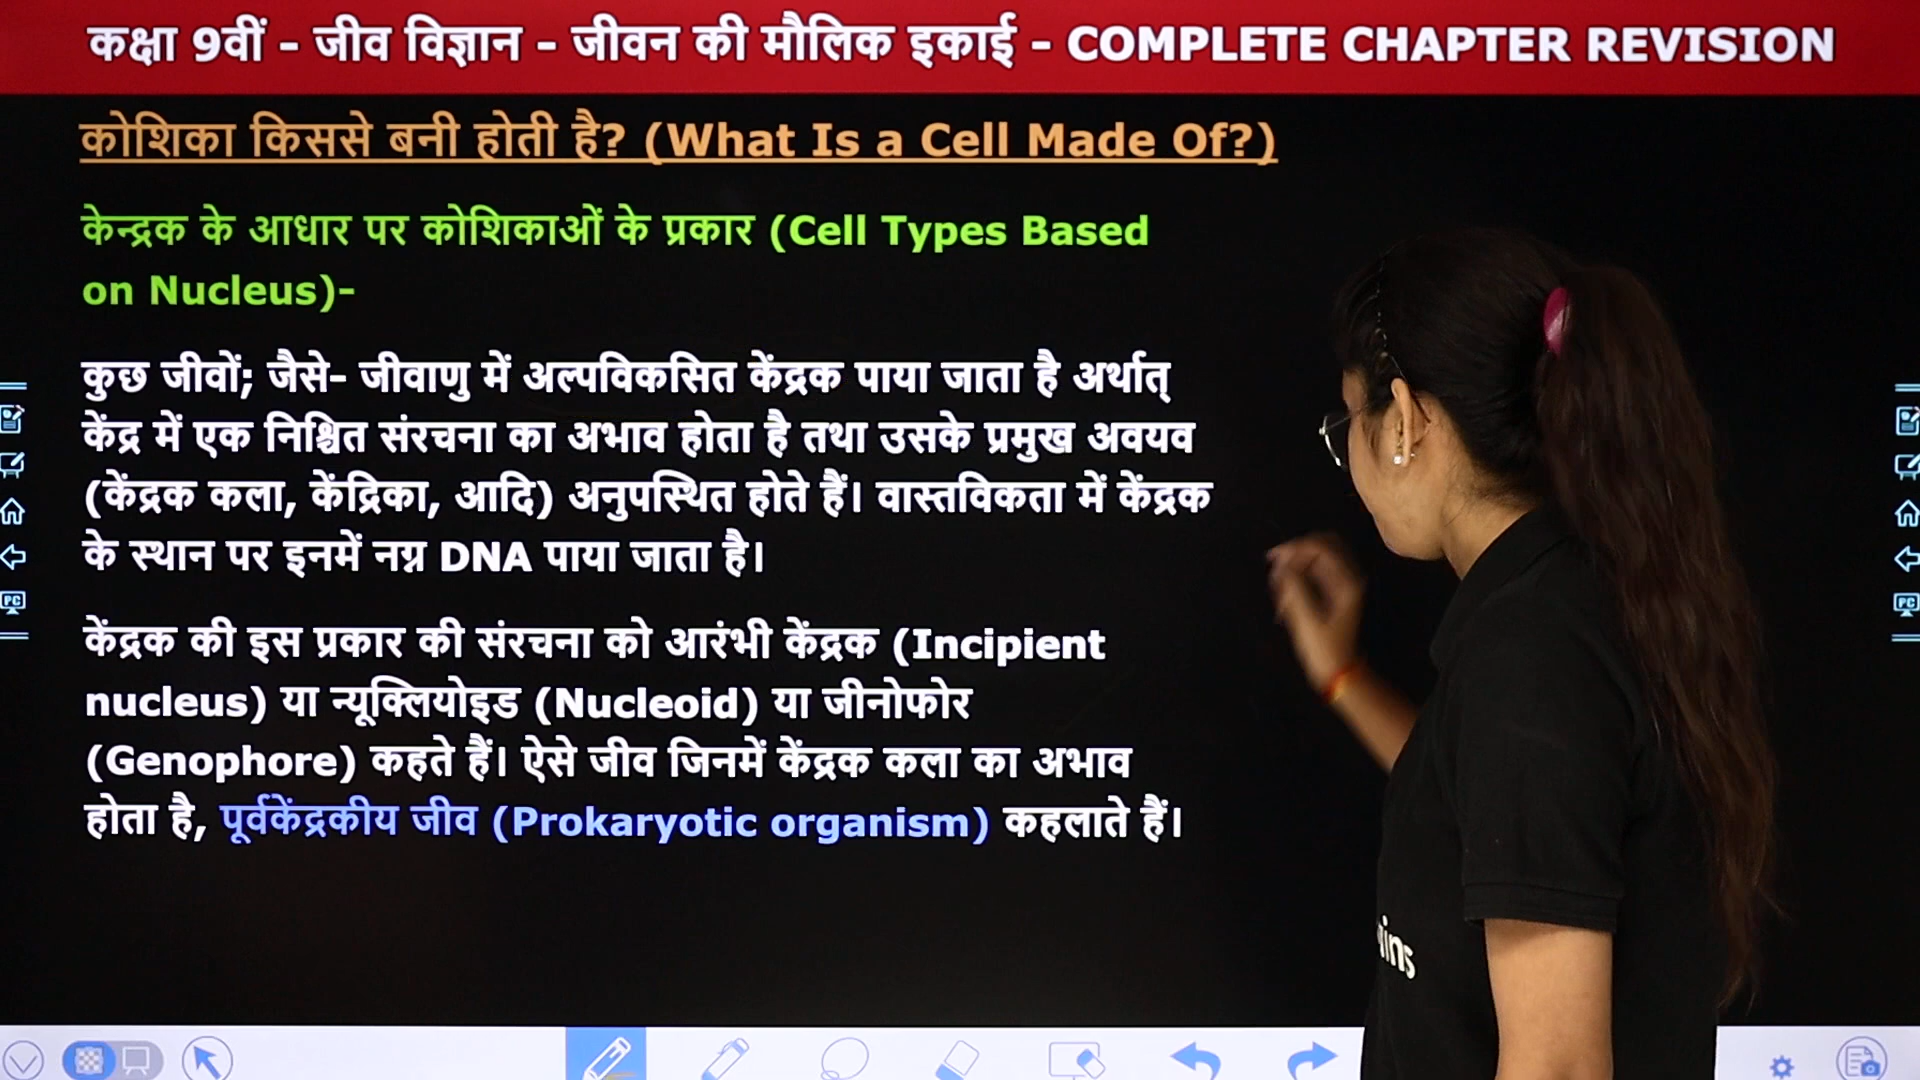 कक्षा 9वीं - जीव विज्ञान - जीवन की मौलिक इकाई - COMPLETE CHAPTER REVISION
कोशिका किससे बनी होती है? (What Is a Cell Made Of?)
केन्द्रक के आधार पर कोशिकाओं के प्रकार (Cell Types Based
on Nucleus)-
कुछ जीवों; जैसे- जीवाणु में अल्पविकसित केंद्रक पाया जाता है अर्थात्
केंद्र में एक निश्चित संरचना का अभाव होता है तथा उसके प्रमुख अवयव
(केंद्रक कला, केंद्रिका, आदि) अनुपस्थित होते हैं। वास्तविकता में केंद्रक
के स्थान पर इनमें नग्न DNA पाया जाता है।
केंद्रक की इस प्रकार की संरचना को आरंभी केंद्रक (Incipient
nucleus) या न्यूक्लियोइड (Nucleoid) या जीनोफोर
(Genophore) कहते हैं। ऐसे जीव जिनमें केंद्रक कला का अभाव
होता है, पूर्वकेंद्रकीय जीव (Prokaryotic organism) कहलाते हैं।
PC
PC